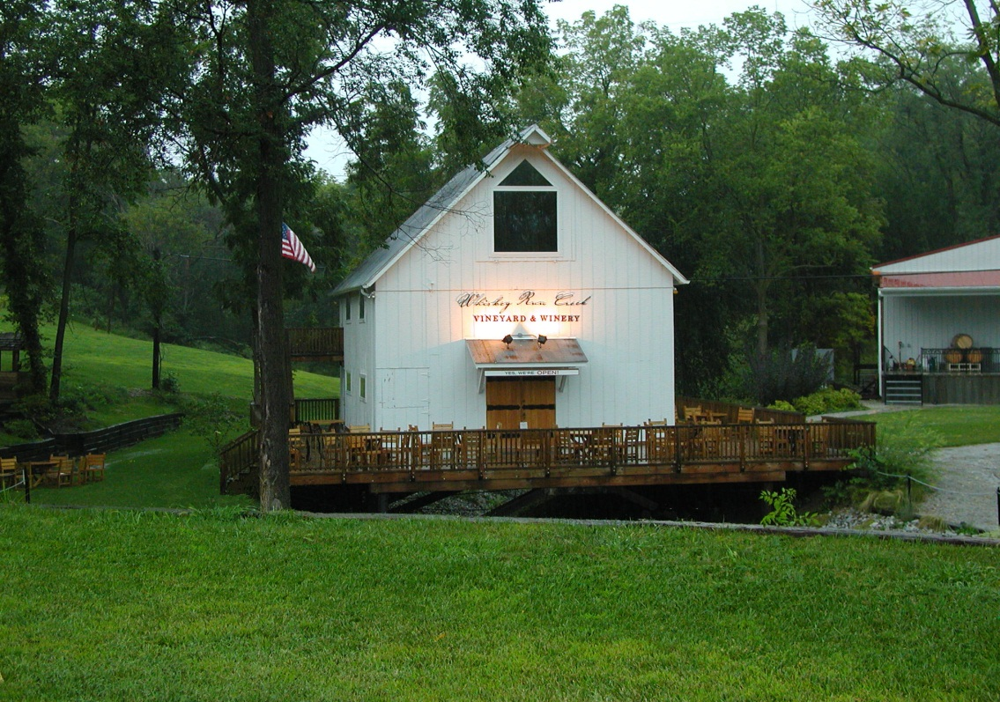 Whiskey Run Creek
VINEYARD & WINERY
YES, WE'RE OPEN!